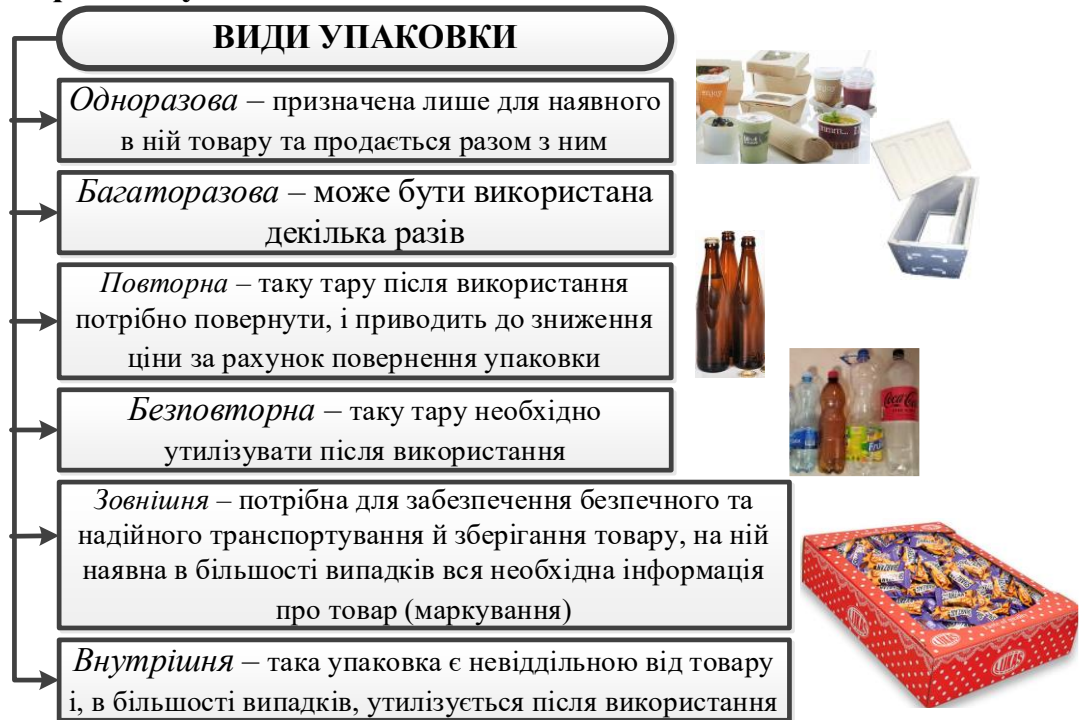 ВИДИ УПАКОВКИ
Одноразова – призначена лише для наявного
в ній товару та продається разом з ним
Багаторазова – може бути використана
декілька разів
Повторна – таку тару після використання
потрібно повернути, і приводить до зниження
ціни за рахунок повернення упаковки
Безповторна – таку тару необхідно
утилізувати після використання
Зовнішня – потрібна для забезпечення безпечного та
надійного транспортування й зберігання товару, на ній
наявна в більшості випадків вся необхідна інформація
про товар (маркування)
Внутрішня – така упаковка є невіддільною від товару
і, в більшості випадків, утилізується після використання
Coca-Cola